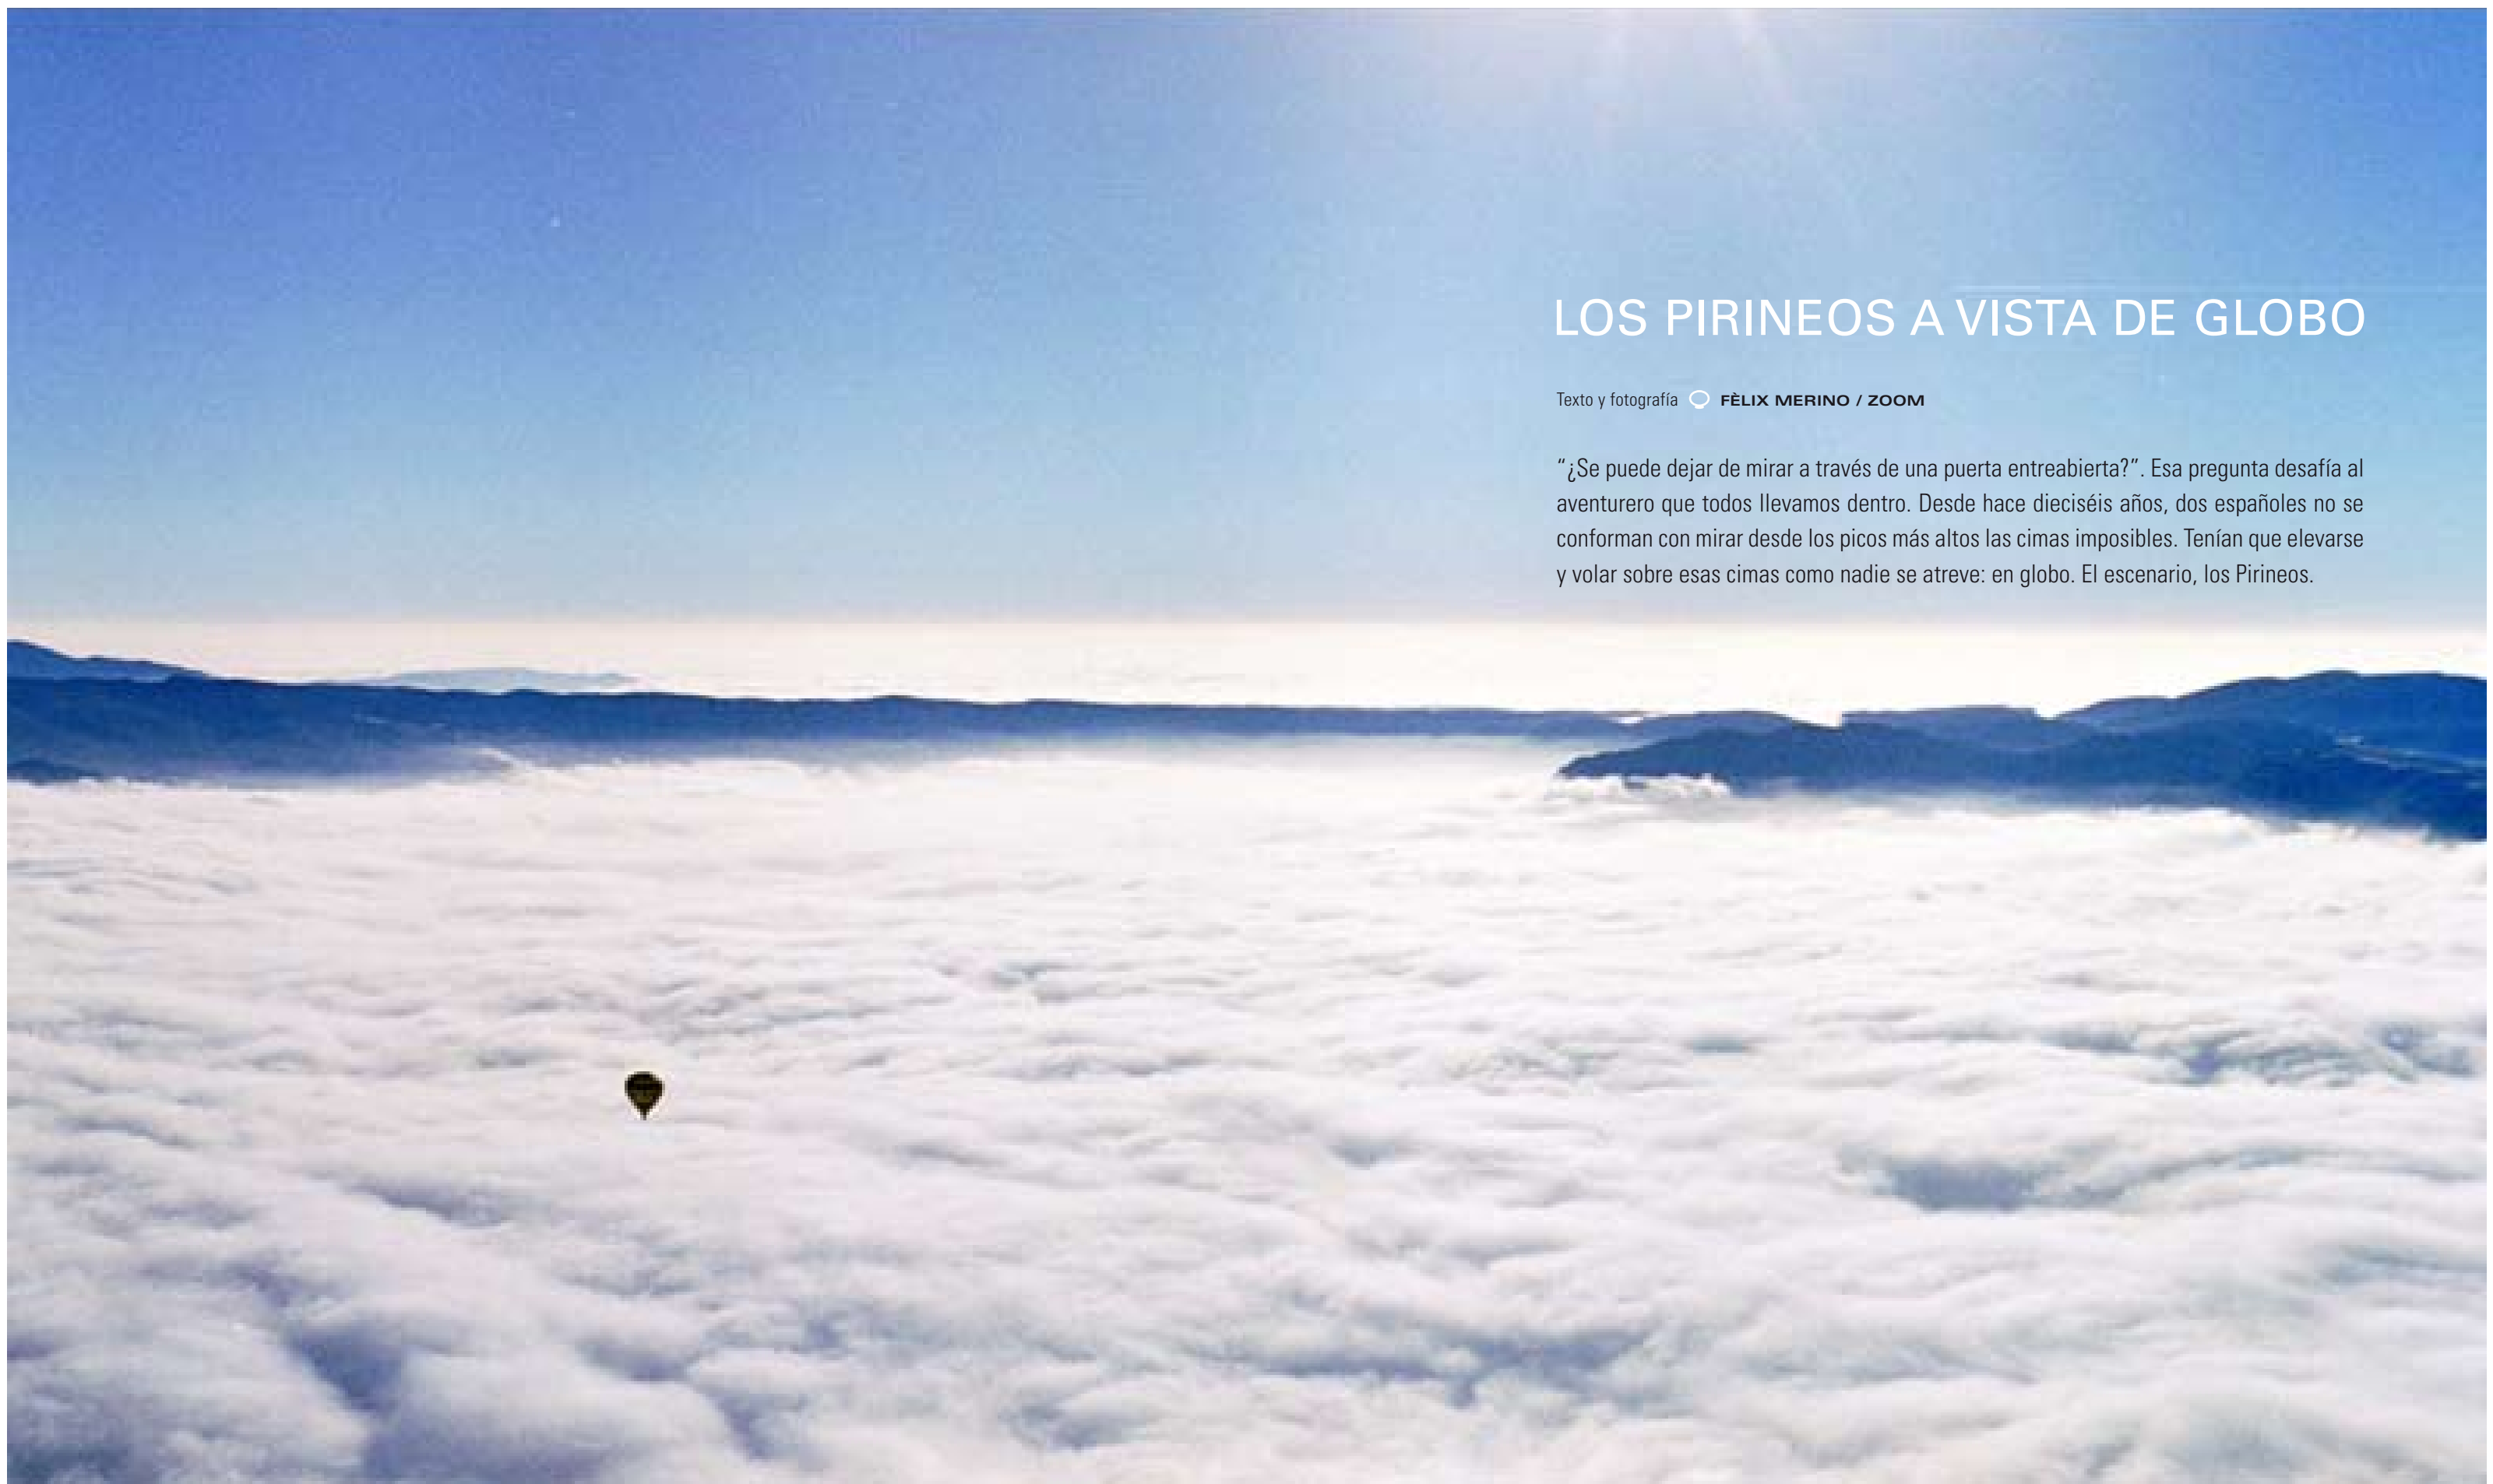 LOS PIRINEOS A VISTA DE GLOBO
Texto y fotografía FÈLIX MERINO / ZOOM
“¿Se puede dejar de mirar a través de una puerta entreabierta?”. Esa pregunta desafía al
aventurero que todos llevamos dentro. Desde hace dieciséis años, dos españoles no se
conforman con mirar desde los picos más altos las cimas imposibles. Tenían que elevarse
y volar sobre esas cimas como nadie se atreve: en globo. El escenario, los Pirineos.